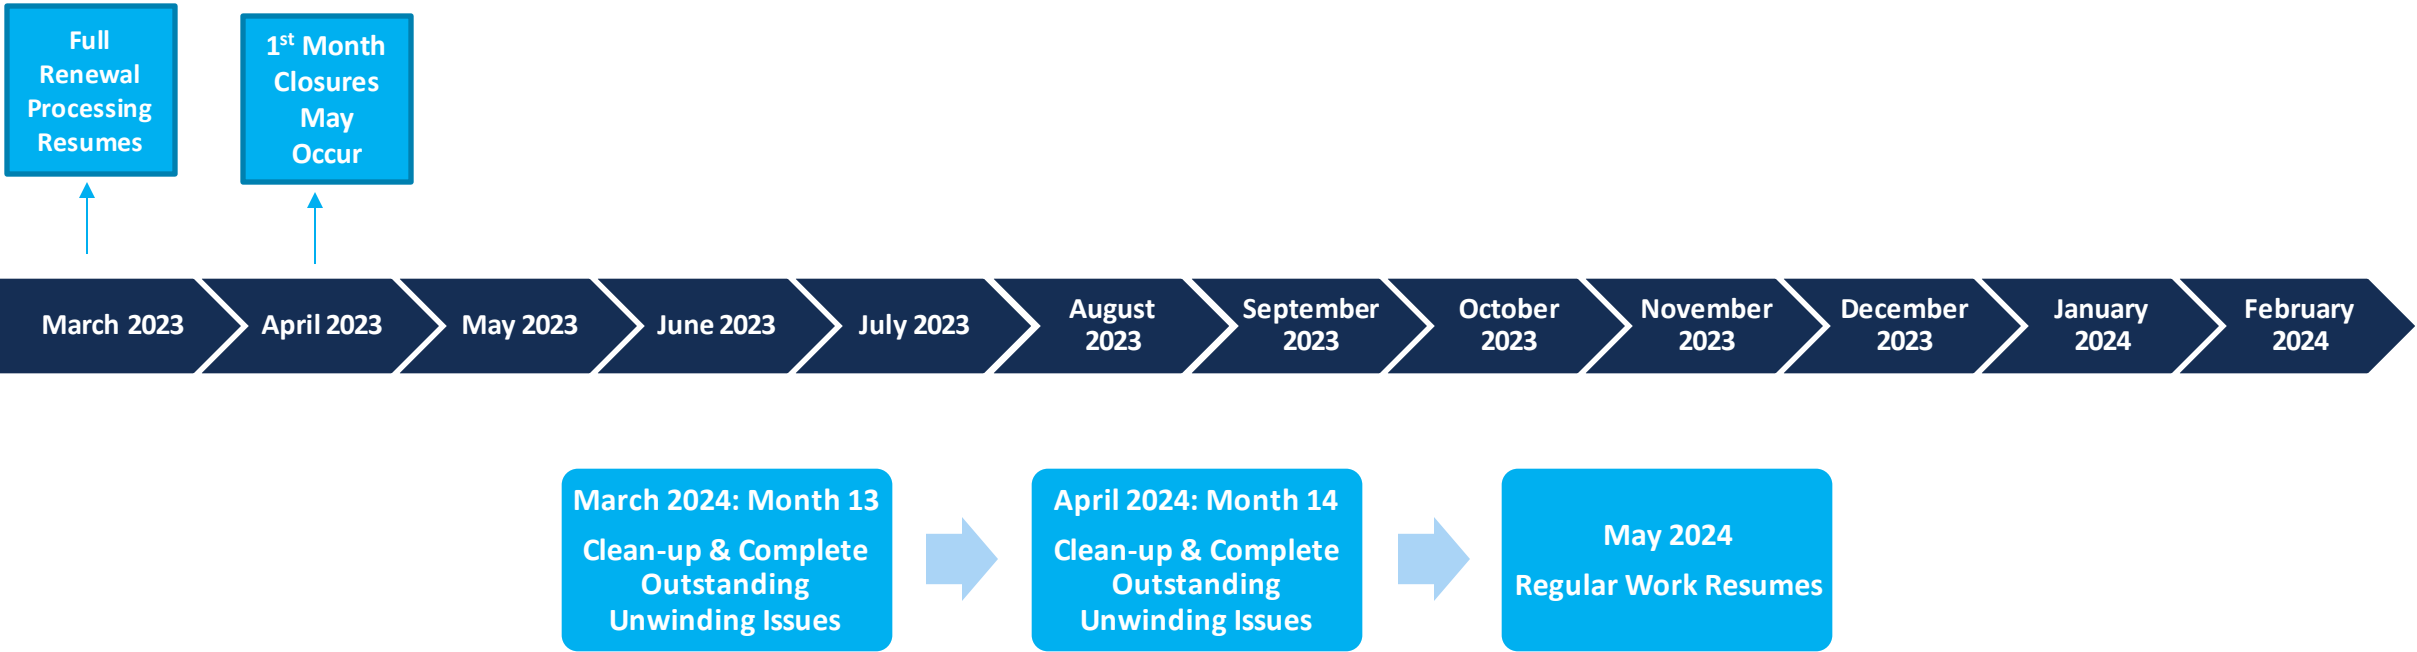 Full
Renewal
Processing
Resumes
1st Month
Closures
May
Occur
March 2023
April 2023
May 2023
June 2023
July 2023
August
2023
September
2023
October
2023
November
2023
December
2023
January
2024
February
2024
March 2024: Month 13
Clean-up & Complete
Outstanding
Unwinding Issues
April 2024: Month 14
Clean-up & Complete
Outstanding
Unwinding Issues
May 2024
Regular Work Resumes